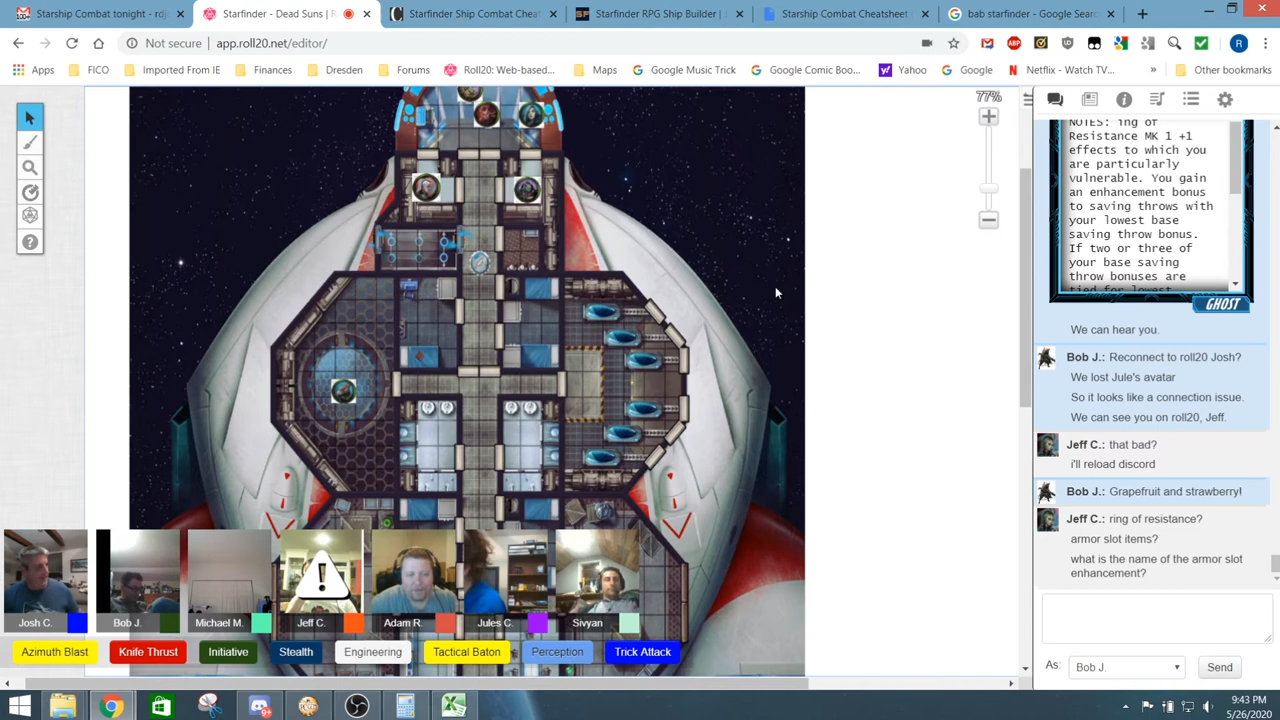 Starship Combat tonight - rdj
Starfinder - Dead Suns | R
Starfinder Ship Combat Cheat
Starfinder RPG Ship Builder | J
Starship Combat Cheatsheet
bab starfinder - Google Searc
Not secure
app.roll20.net/editor/
Apps
FICO
Imported From IE
Finances
Dresden
Forums
Roll20: Web-based...
Maps
Google Music Trick
Google Comic Boo...
Yahoo
Google
Netflix - Watch TV...
»
Other bookmarks
77%
NOTES: ing of
Resistance MK 1 +1
effects to which you
are particularly
vulnerable. You gain
an enhancement bonus
to saving throws with
your lowest base
saving throw bonus.
If two or three of
your base saving
throw bonuses are
tied for lowest
GHOST
We can hear you.
Bob J.: Reconnect to roll20 Josh?
We lost Jule's avatar
So it looks like a connection issue.
We can see you on roll20, Jeff.
Jeff C.: that bad?
i'll reload discord
Bob J.: Grapefruit and strawberry!
Jeff C.: ring of resistance?
armor slot items?
what is the name of the armor slot
enhancement?
Josh C.
Bob J.
Michael M.
Jeff C.
Adam R.
Jules C.
Sivyan
Azimuth Blast
Knife Thrust
Initiative
Stealth
Engineering
Tactical Baton
Perception
Trick Attack
As:
Bob J.
Send
9:43 PM
5/26/2020